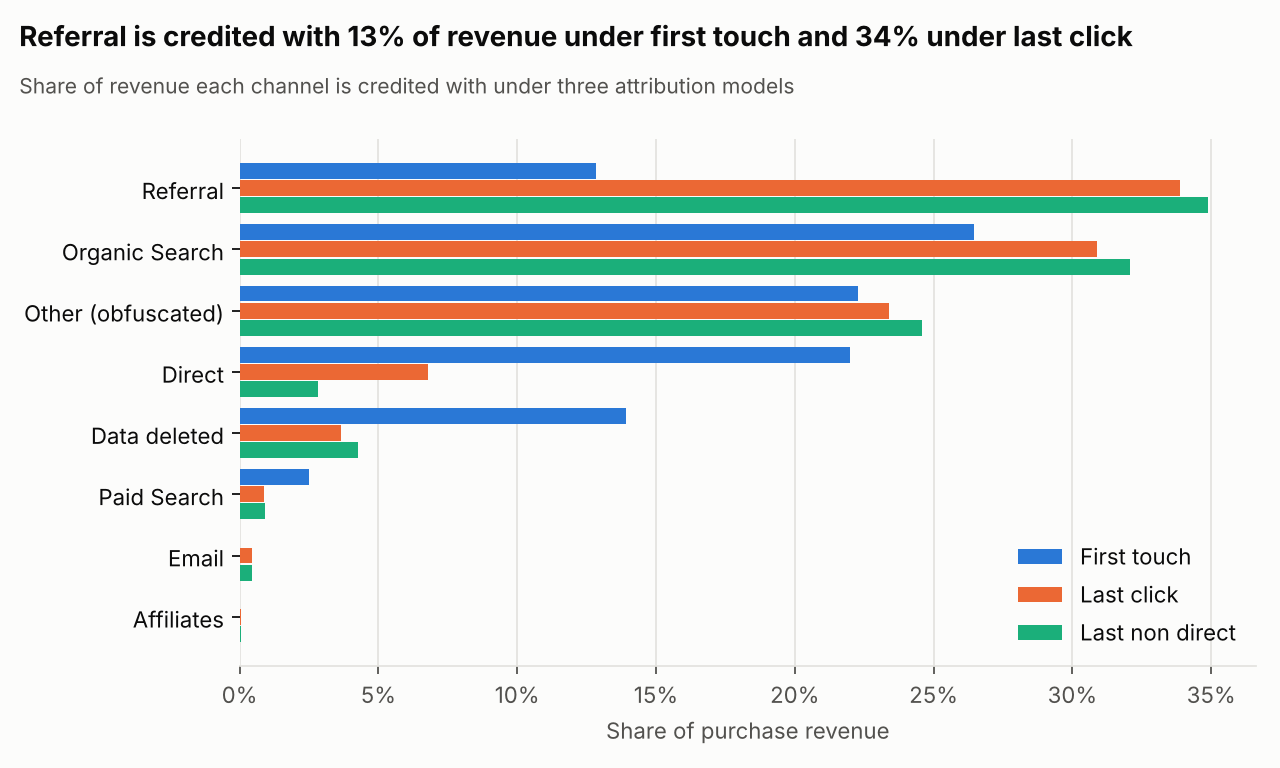 Referral is credited with 13% of revenue under first touch and 34% under last click
Share of revenue each channel is credited with under three attribution models
Referral
Organic Search
Other (obfuscated)
Direct
Data deleted
Paid Search
Email
Affiliates
First touch
Last click
Last non direct
0% 5% 10% 15% 20% 25% 30% 35%
Share of purchase revenue